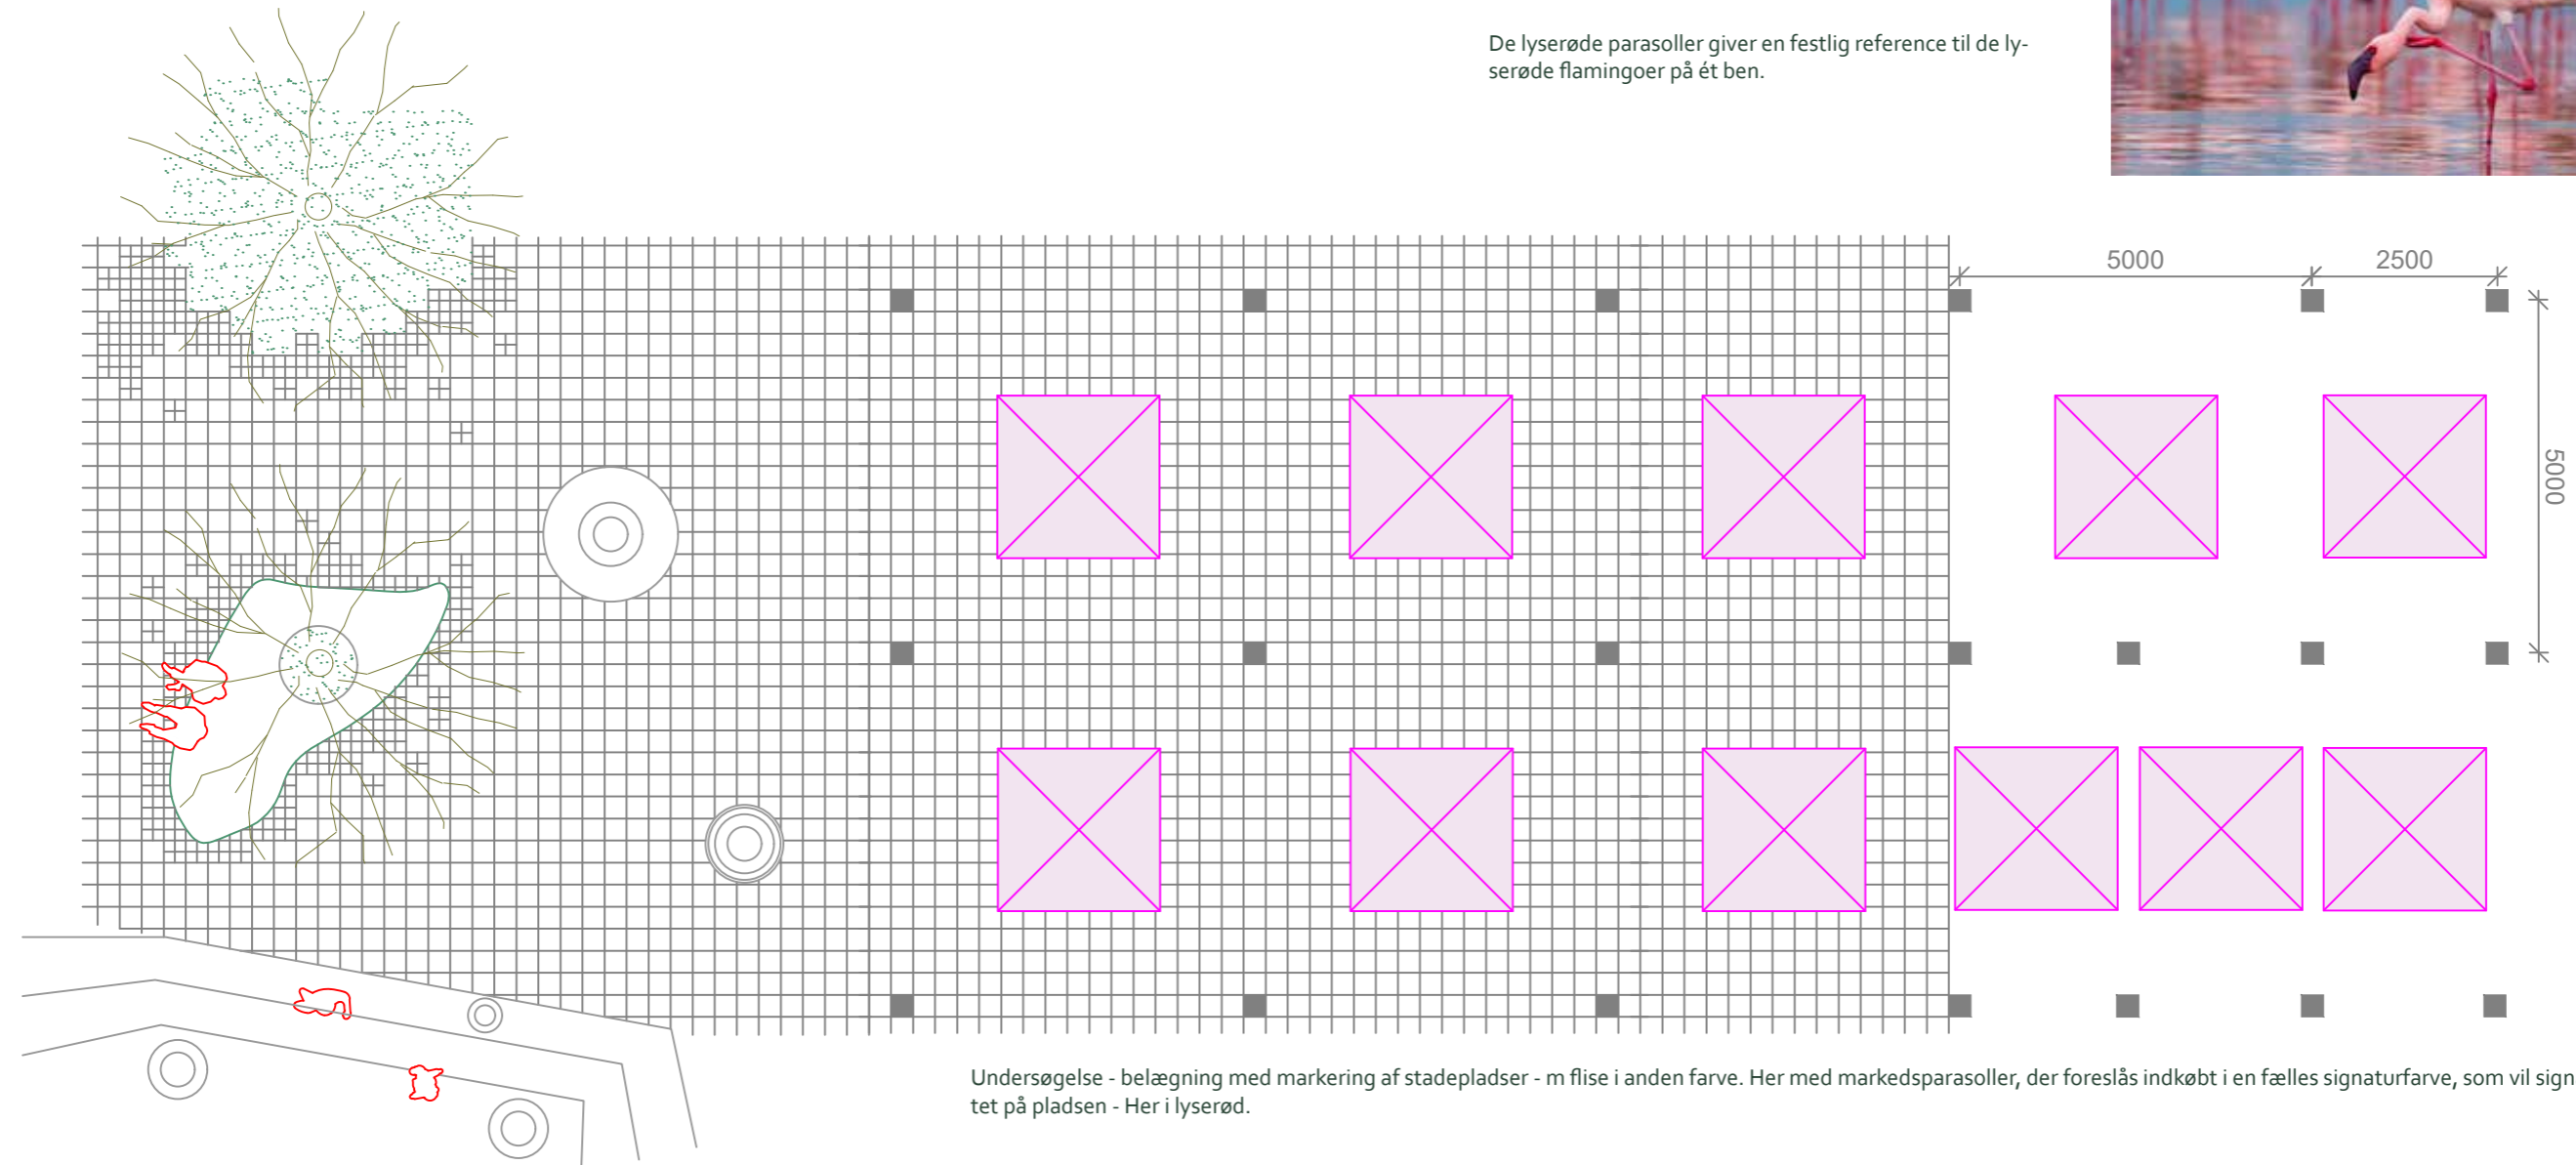 De lyserøde parasoller giver en festlig reference til de ly-
serøde flamingoer på ét ben.
5000
2500
5000
Undersøgelse - belægning med markering af stadepladser - m flise i anden farve. Her med markedsparasoller, der foreslås indkøbt i en fælles signaturfarve, som vil sign
tet på pladsen - Her i lyserød.